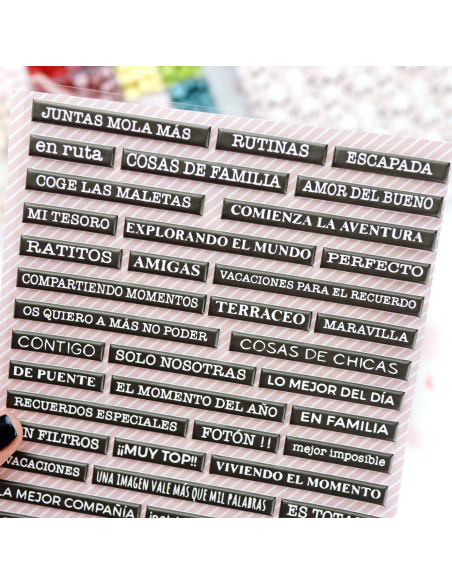 JUNTAS MOLA MÁS
RUTINAS
ESCAPADA
en ruta
COSAS DE FAMILIA
AMOR DEL BUENO
COGE LAS MALETAS
COMIENZA LA AVENTURA
MI TESORO
EXPLORANDO EL MUNDO
PERFECTO
RATITOS
AMIGAS
VACACIONES PARA EL RECUERDO
COMPARTIENDO MOMENTOS
TERRACEO
MARAVILLA
OS QUIERO A MÁS NO PODER
COSAS DE CHICAS
CONTIGO
SOLO NOSOTRAS
LO MEJOR DEL DÍA
DE PUENTE
EL MOMENTO DEL AÑO
EN FAMILIA
RECUERDOS ESPECIALES
FOTÓN !!
mejor imposible
N FILTROS
¡¡MUY TOP!!
VIVIENDO EL MOMENTO
VACACIONES
UNA IMAGEN VALE MÁS QUE MIL PALABRAS
LA MEJOR COMPAÑÍA
ES TOTA